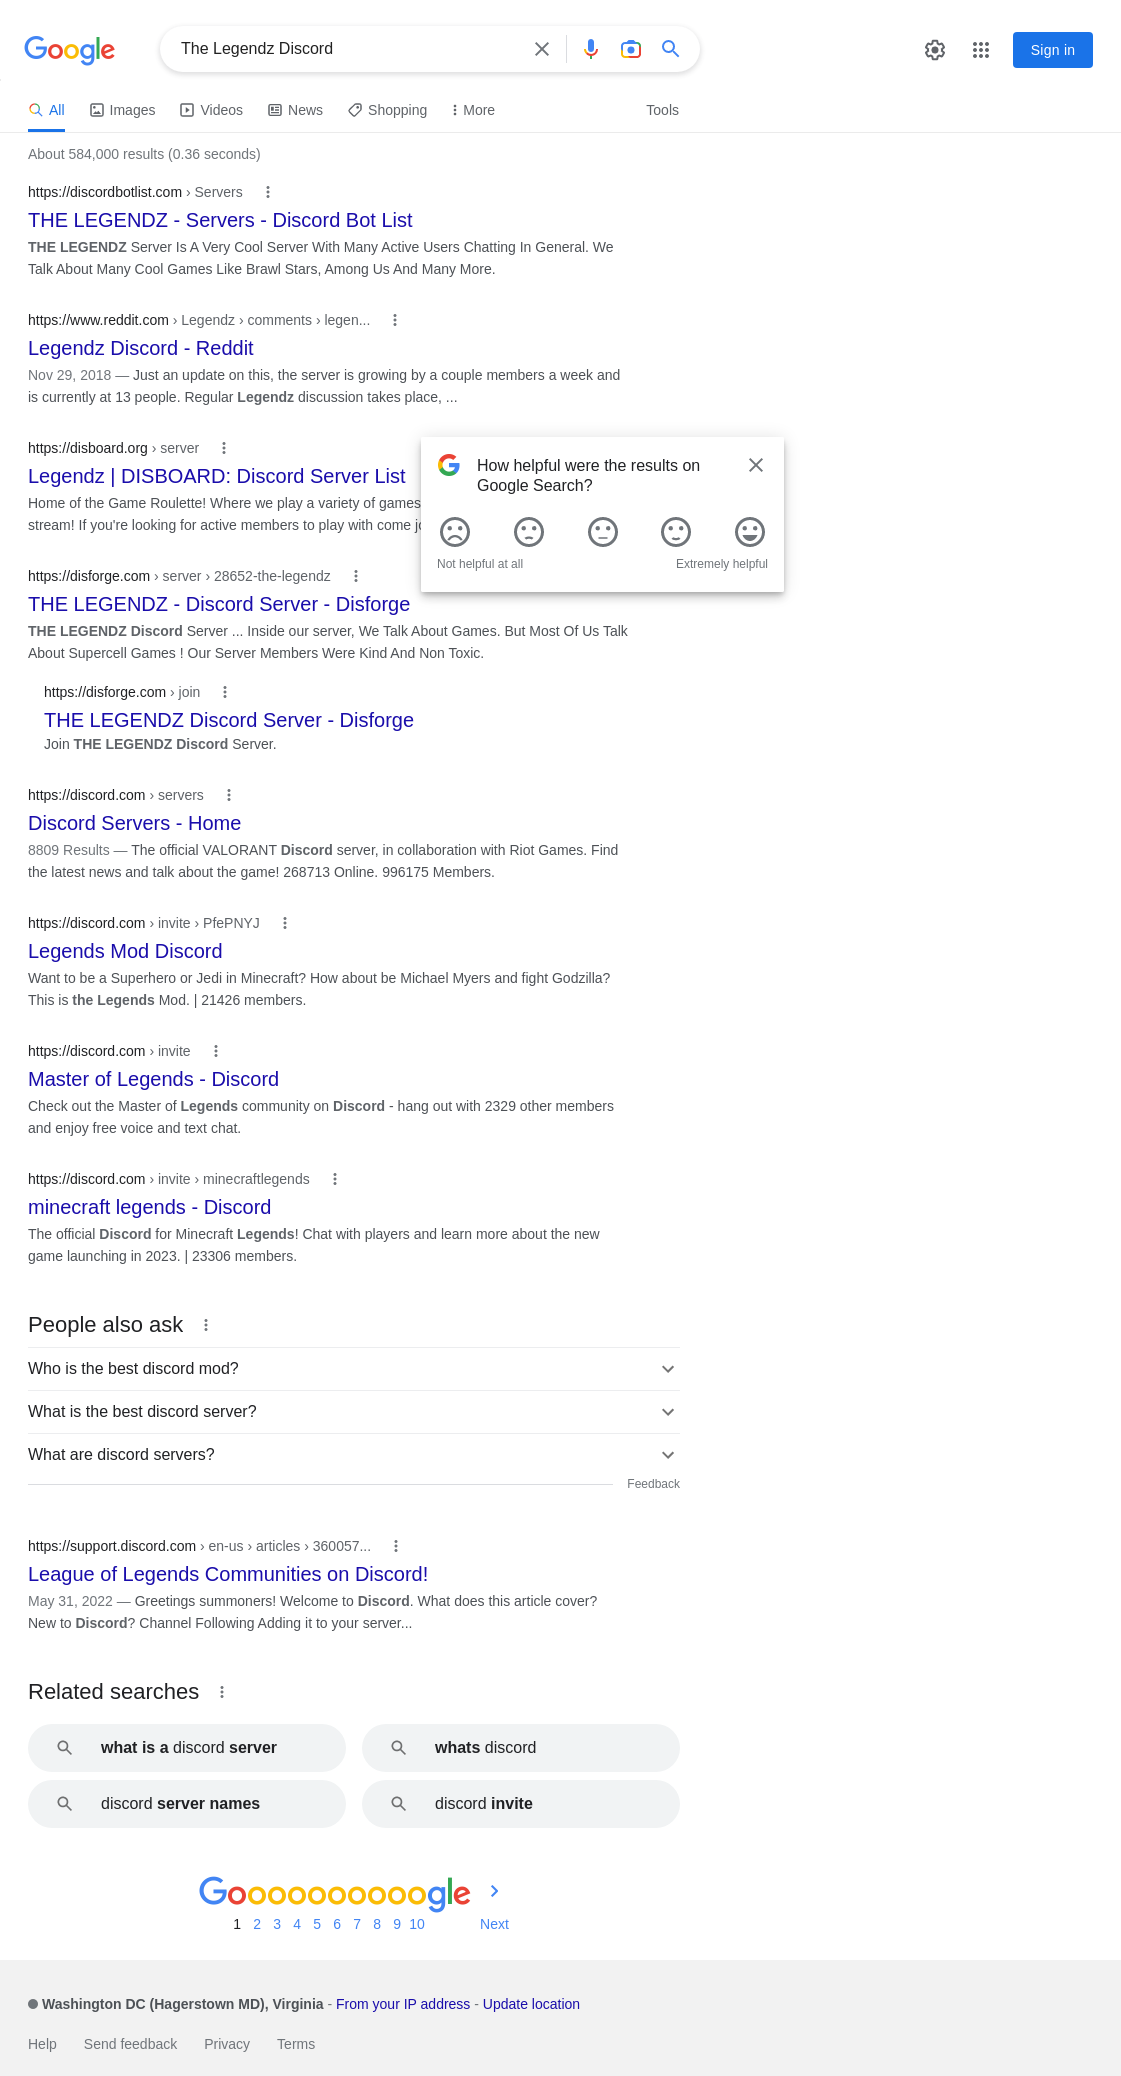 Google
The Legendz Discord
Sign in
All
Images
Videos
News
Shopping
More
Tools
About 584,000 results (0.36 seconds)
https://discordbotlist.com › Servers
THE LEGENDZ - Servers - Discord Bot List
THE LEGENDZ Server Is A Very Cool Server With Many Active Users Chatting In General. We
Talk About Many Cool Games Like Brawl Stars, Among Us And Many More.
https://www.reddit.com › Legendz › comments › legen...
Legendz Discord - Reddit
Nov 29, 2018 — Just an update on this, the server is growing by a couple members a week and
is currently at 13 people. Regular Legendz discussion takes place, ...
https://disboard.org › server
Legendz | DISBOARD: Discord Server List
Home of the Game Roulette! Where we play a variety of games
stream! If you're looking for active members to play with come
How helpful were the results on
Google Search?
Not helpful at all
Extremely helpful
https://disforge.com › server › 28652-the-legendz
THE LEGENDZ - Discord Server - Disforge
THE LEGENDZ Discord Server ... Inside our server, We Talk About Games. But Most Of Us Talk
About Supercell Games ! Our Server Members Were Kind And Non Toxic.
https://disforge.com › join
THE LEGENDZ Discord Server - Disforge
Join THE LEGENDZ Discord Server.
https://discord.com › servers
Discord Servers - Home
8809 Results — The official VALORANT Discord server, in collaboration with Riot Games. Find
the latest news and talk about the game! 268713 Online. 996175 Members.
https://discord.com › invite › PfePNYJ
Legends Mod Discord
Want to be a Superhero or Jedi in Minecraft? How about be Michael Myers and fight Godzilla?
This is the Legends Mod. | 21426 members.
https://discord.com › invite
Master of Legends - Discord
Check out the Master of Legends community on Discord - hang out with 2329 other members
and enjoy free voice and text chat.
https://discord.com › invite › minecraftlegends
minecraft legends - Discord
The official Discord for Minecraft Legends! Chat with players and learn more about the new
game launching in 2023. | 23306 members.
People also ask
Who is the best discord mod?
What is the best discord server?
What are discord servers?
Feedback
https://support.discord.com › en-us › articles › 360057...
League of Legends Communities on Discord!
May 31, 2022 — Greetings summoners! Welcome to Discord. What does this article cover?
New to Discord? Channel Following Adding it to your server...
Related searches
what is a discord server
whats discord
discord server names
discord invite
Goooooooooogle
1 2 3 4 5 6 7 8 9 10 Next
Washington DC (Hagerstown MD), Virginia - From your IP address - Update location
Help Send feedback Privacy Terms